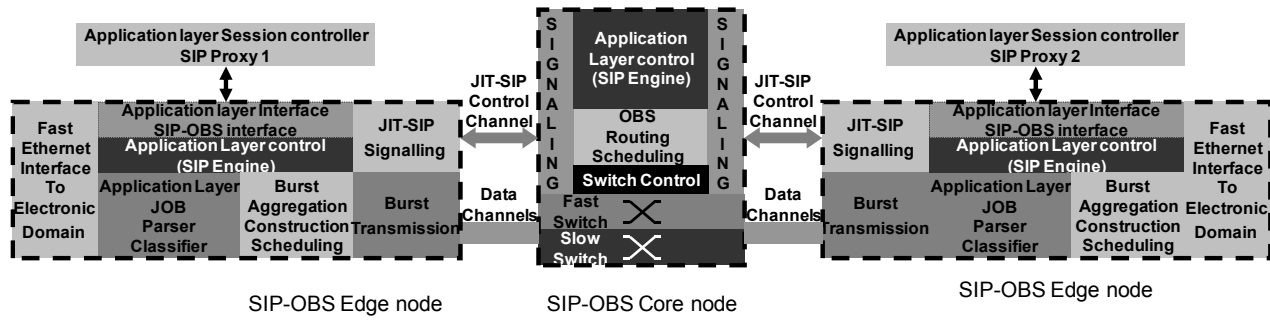 Application layer Session controller
SIP Proxy 1
Fast
Ethernet
Interface
To
Electronic
Domain
Application layer Interface
SIP-OBS interface
Application Layer control
(SIP Engine)
JIT-SIP
Signalling
Application Layer
JOB
Parser
Classifier
Burst
Aggregation
Construction
Scheduling
Burst
Transmission
SIP-OBS Edge node
JIT-SIP
Control
Channel
Data
Channels
SIGNALING
Application
Layer control
(SIP Engine)
OBS
Routing
Scheduling
Switch Control
SIGNALING
Fast
Switch
Slow
Switch
SIP-OBS Core node
JIT-SIP
Control
Channel
Data
Channels
Application layer Session controller
SIP Proxy 2
JIT-SIP
Signalling
Application layer Interface
SIP-OBS interface
Application Layer control
(SIP Engine)
Fast
Ethernet
Interface
To
Electronic
Domain
Burst
Transmission
Application Layer
JOB
Parser
Classifier
Burst
Aggregation
Construction
Scheduling
SIP-OBS Edge node